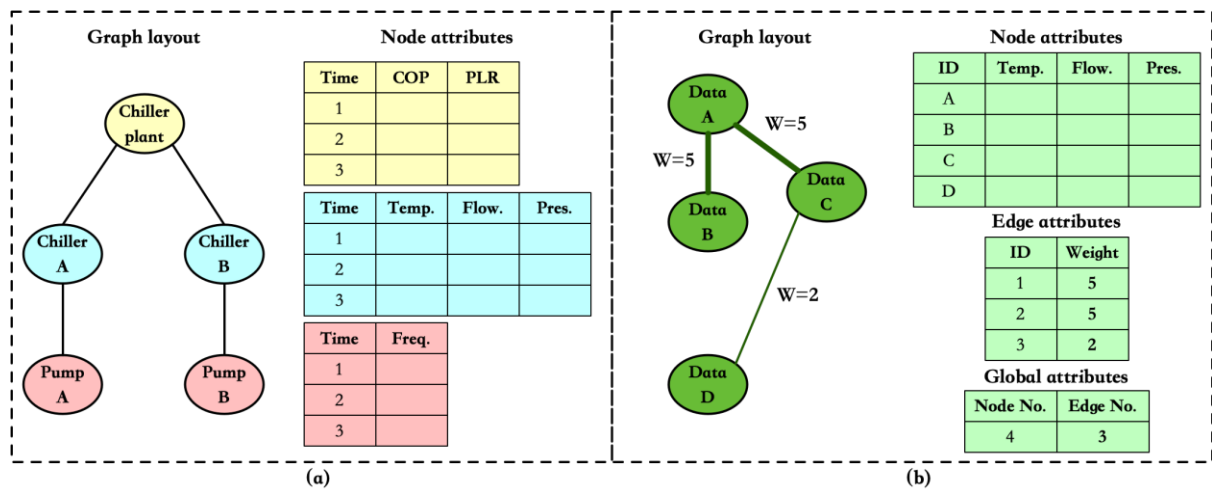 Graph layout
Node attributes
Chiller
plant
Chiller
A
Chiller
B
Pump
A
Pump
B
Time COP PLR
1
2
3
Time Temp. Flow. Pres.
1
2
3
Time Freq.
1
2
3
(a)
Graph layout
Node attributes
Data
A
W=5
W=5
Data
B
Data
C
W=2
Data
D
ID Temp. Flow. Pres.
A
B
C
D
Edge attributes
ID Weight
1 5
2 5
3 2
Global attributes
Node No. Edge No.
4 3
(b)